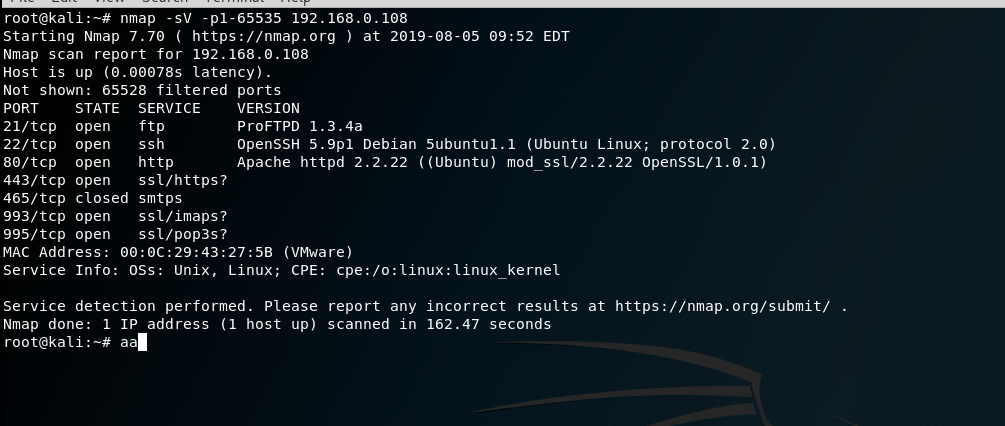 File Edit View Search Terminal Help
root@kali:~# nmap -sV -p1-65535 192.168.0.108
Starting Nmap 7.70 ( https://nmap.org ) at 2019-08-05 09:52 EDT
Nmap scan report for 192.168.0.108
Host is up (0.00078s latency).
Not shown: 65528 filtered ports
PORT    STATE  SERVICE    VERSION
21/tcp  open   ftp        ProFTPD 1.3.4a
22/tcp  open   ssh        OpenSSH 5.9p1 Debian 5ubuntu1.1 (Ubuntu Linux; protocol 2.0)
80/tcp  open   http       Apache httpd 2.2.22 ((Ubuntu) mod_ssl/2.2.22 OpenSSL/1.0.1)
443/tcp open   ssl/https?
465/tcp closed smtps
993/tcp open   ssl/imaps?
995/tcp open   ssl/pop3s?
MAC Address: 00:0C:29:43:27:5B (VMware)
Service Info: OSs: Unix, Linux; CPE: cpe:/o:linux:linux_kernel

Service detection performed. Please report any incorrect results at https://nmap.org/submit/ .
Nmap done: 1 IP address (1 host up) scanned in 162.47 seconds
root@kali:~# aa